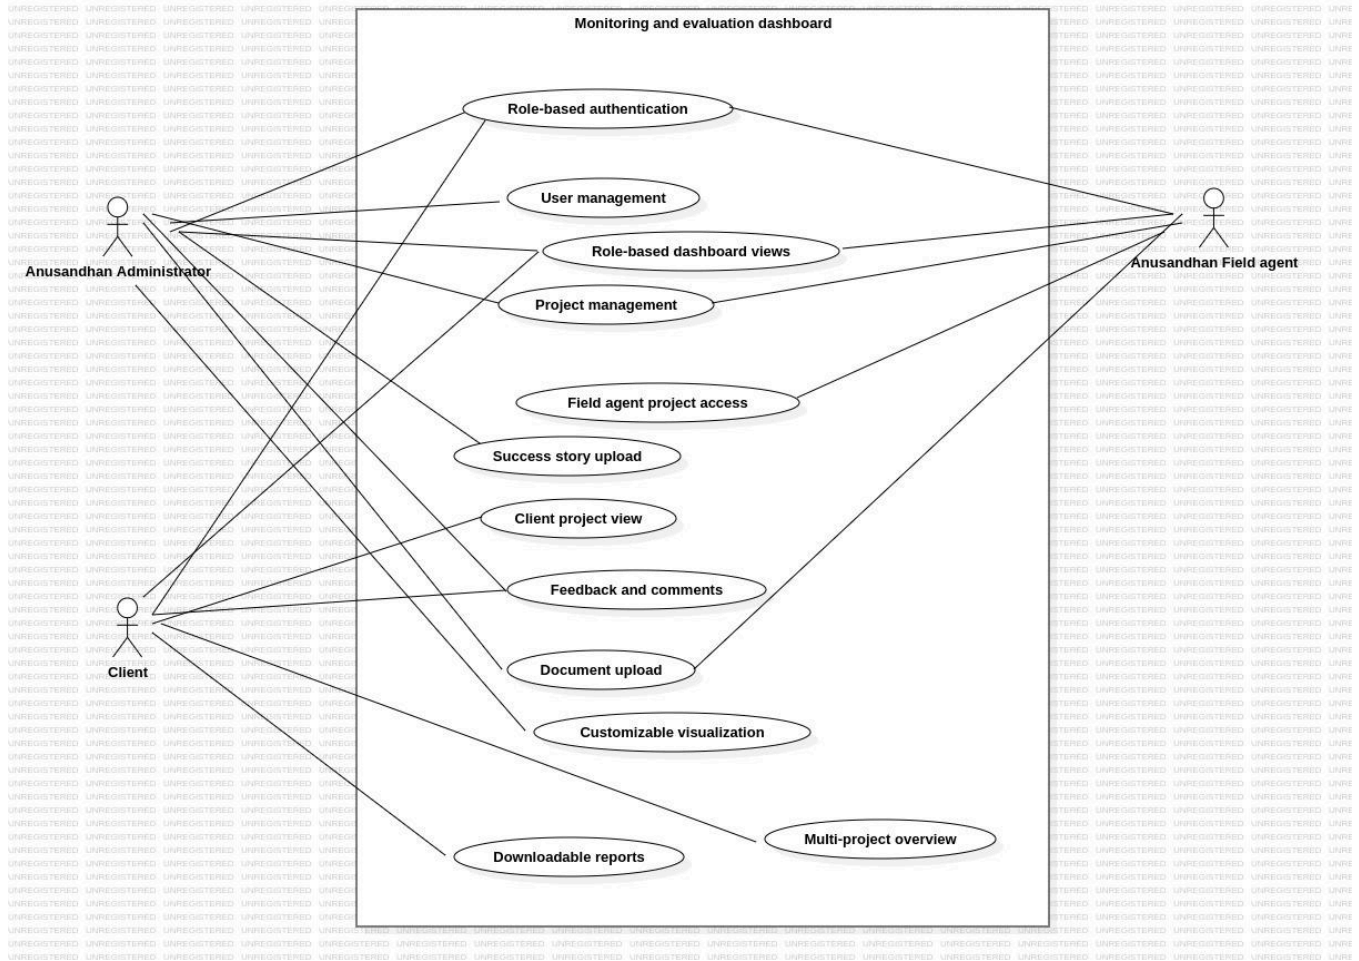 Monitoring and evaluation dashboard
Role-based authentication
User management
Role-based dashboard views
Anusandhan Administrator
Anusandhan Field agent
Project management
Field agent project access
Success story upload
Client project view
Feedback and comments
Client
Document upload
Customizable visualization
Multi-project overview
Downloadable reports
UNREGISTERED